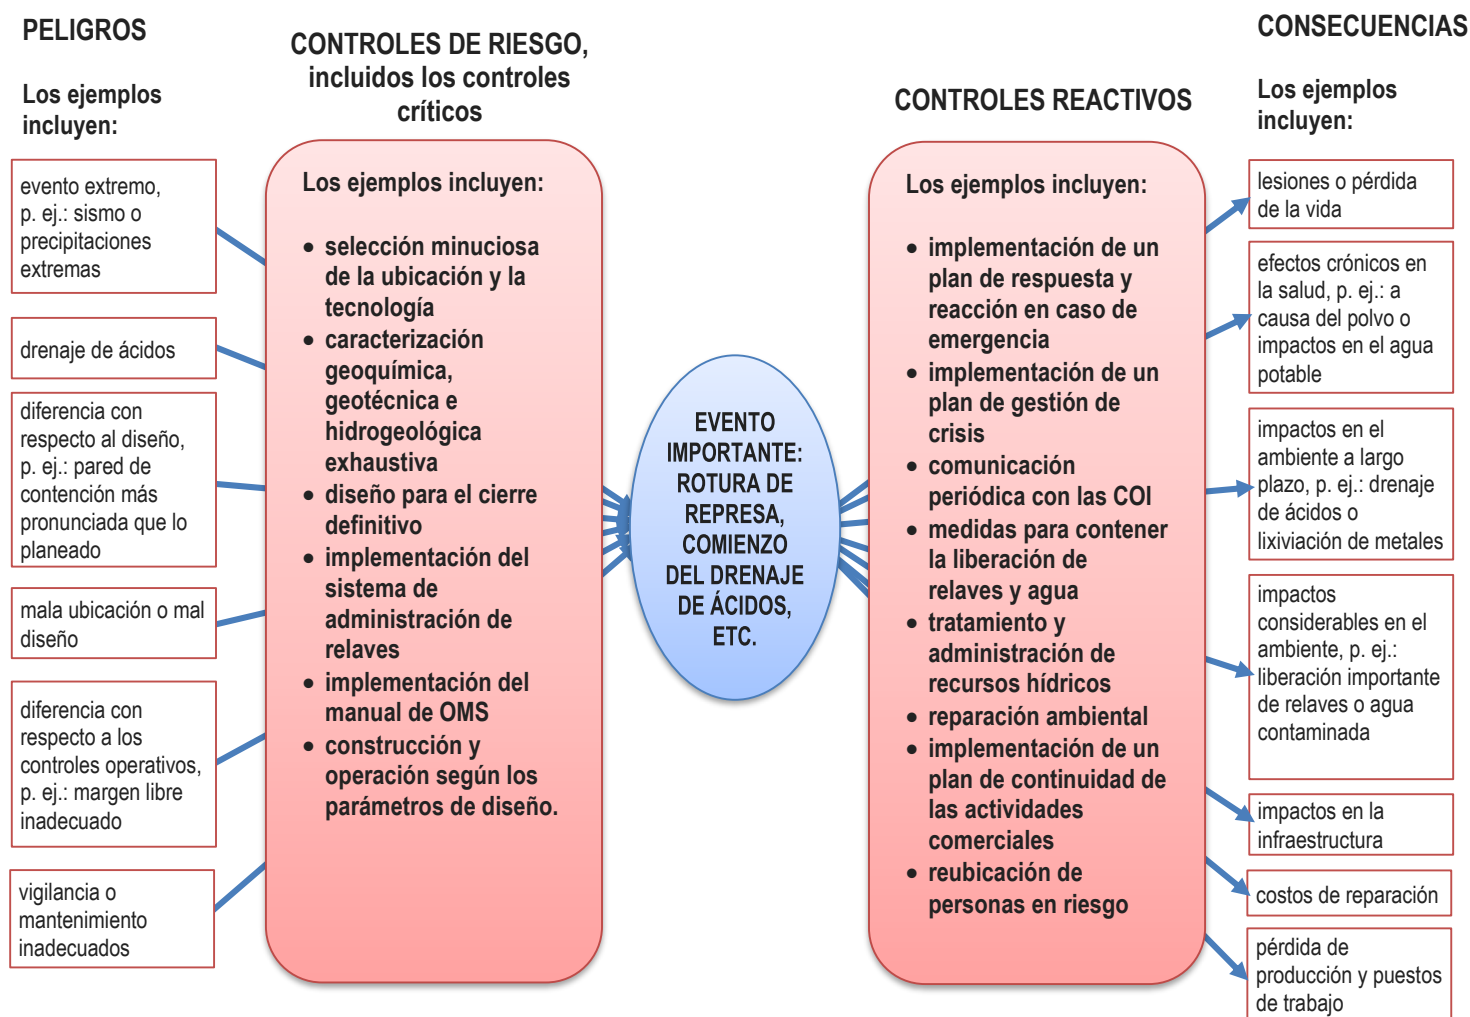 PELIGROS
Los ejemplos
incluyen:
evento extremo,
p. ej.: sismo o
precipitaciones
extremas
drenaje de ácidos
diferencia con
respecto al diseño,
p. ej.: pared de
contención más
pronunciada que lo
planeado
mala ubicación o mal
diseño
diferencia con
respecto a los
controles operativos,
p. ej.: margen libre
inadecuado
vigilancia o
mantenimiento
inadecuados
CONTROLES DE RIESGO,
incluidos los controles
críticos
Los ejemplos incluyen:
• selección minuciosa
de la ubicación y la
tecnología
• caracterización
geoquímica,
geotécnica e
hidrogeológica
exhaustiva
• diseño para el cierre
definitivo
• implementación del
sistema de
administración de
relaves
• implementación del
manual de OMS
• construcción y
operación según los
parámetros de diseño.
EVENTO
IMPORTANTE:
ROTURA DE
REPRESA,
COMIENZO
DEL DRENAJE
DE ÁCIDOS,
ETC.
CONTROLES REACTIVOS
Los ejemplos incluyen:
• implementación de un
plan de respuesta y
reacción en caso de
emergencia
• implementación de un
plan de gestión de
crisis
• comunicación
periódica con las COI
• medidas para contener
la liberación de
relaves y agua
• tratamiento y
administración de
recursos hídricos
• reparación ambiental
• implementación de un
plan de continuidad de
las actividades
comerciales
• reubicación de
personas en riesgo
CONSECUENCIAS
Los ejemplos
incluyen:
lesiones o pérdida
de la vida
efectos crónicos en
la salud, p. ej.: a
causa del polvo o
impactos en el agua
potable
impactos en el
ambiente a largo
plazo, p. ej.: drenaje
de ácidos o
lixiviación de metales
impactos
considerables en el
ambiente, p. ej.:
liberación importante
de relaves o agua
contaminada
impactos en la
infraestructura
costos de reparación
pérdida de
producción y puestos
de trabajo